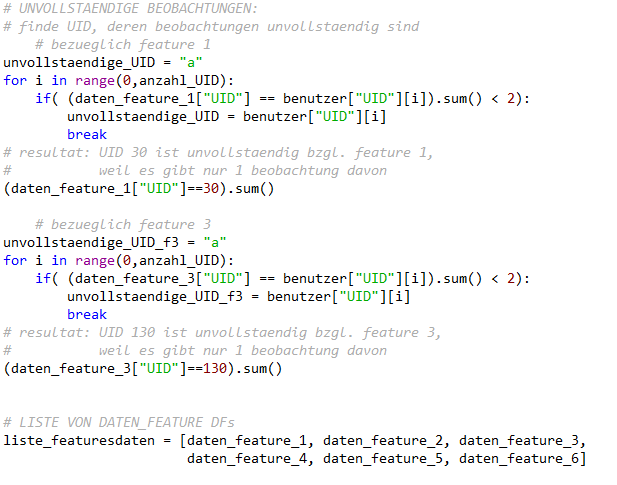 # UNVOLLSTAENDIGE BEOBACHTUNGEN:
# finde UID, deren beobachtungen unvollstaendig sind
    # bezueglich feature 1
unvollstaendige_UID = "a"
for i in range(0,anzahl_UID):
    if( (daten_feature_1["UID"] == benutzer["UID"][i]).sum() < 2):
        unvollstaendige_UID = benutzer["UID"][i]
        break
# resultat: UID 30 ist unvollstaendig bzgl. feature 1,
#           weil es gibt nur 1 beobachtung davon
(daten_feature_1["UID"]==30).sum()

    # bezueglich feature 3
unvollstaendige_UID_f3 = "a"
for i in range(0,anzahl_UID):
    if( (daten_feature_3["UID"] == benutzer["UID"][i]).sum() < 2):
        unvollstaendige_UID_f3 = benutzer["UID"][i]
        break
# resultat: UID 130 ist unvollstaendig bzgl. feature 3,
#           weil es gibt nur 1 beobachtung davon
(daten_feature_3["UID"]==130).sum()


# LISTE VON DATEN_FEATURE DFs
liste_featuresdaten = [daten_feature_1, daten_feature_2, daten_feature_3,
                       daten_feature_4, daten_feature_5, daten_feature_6]